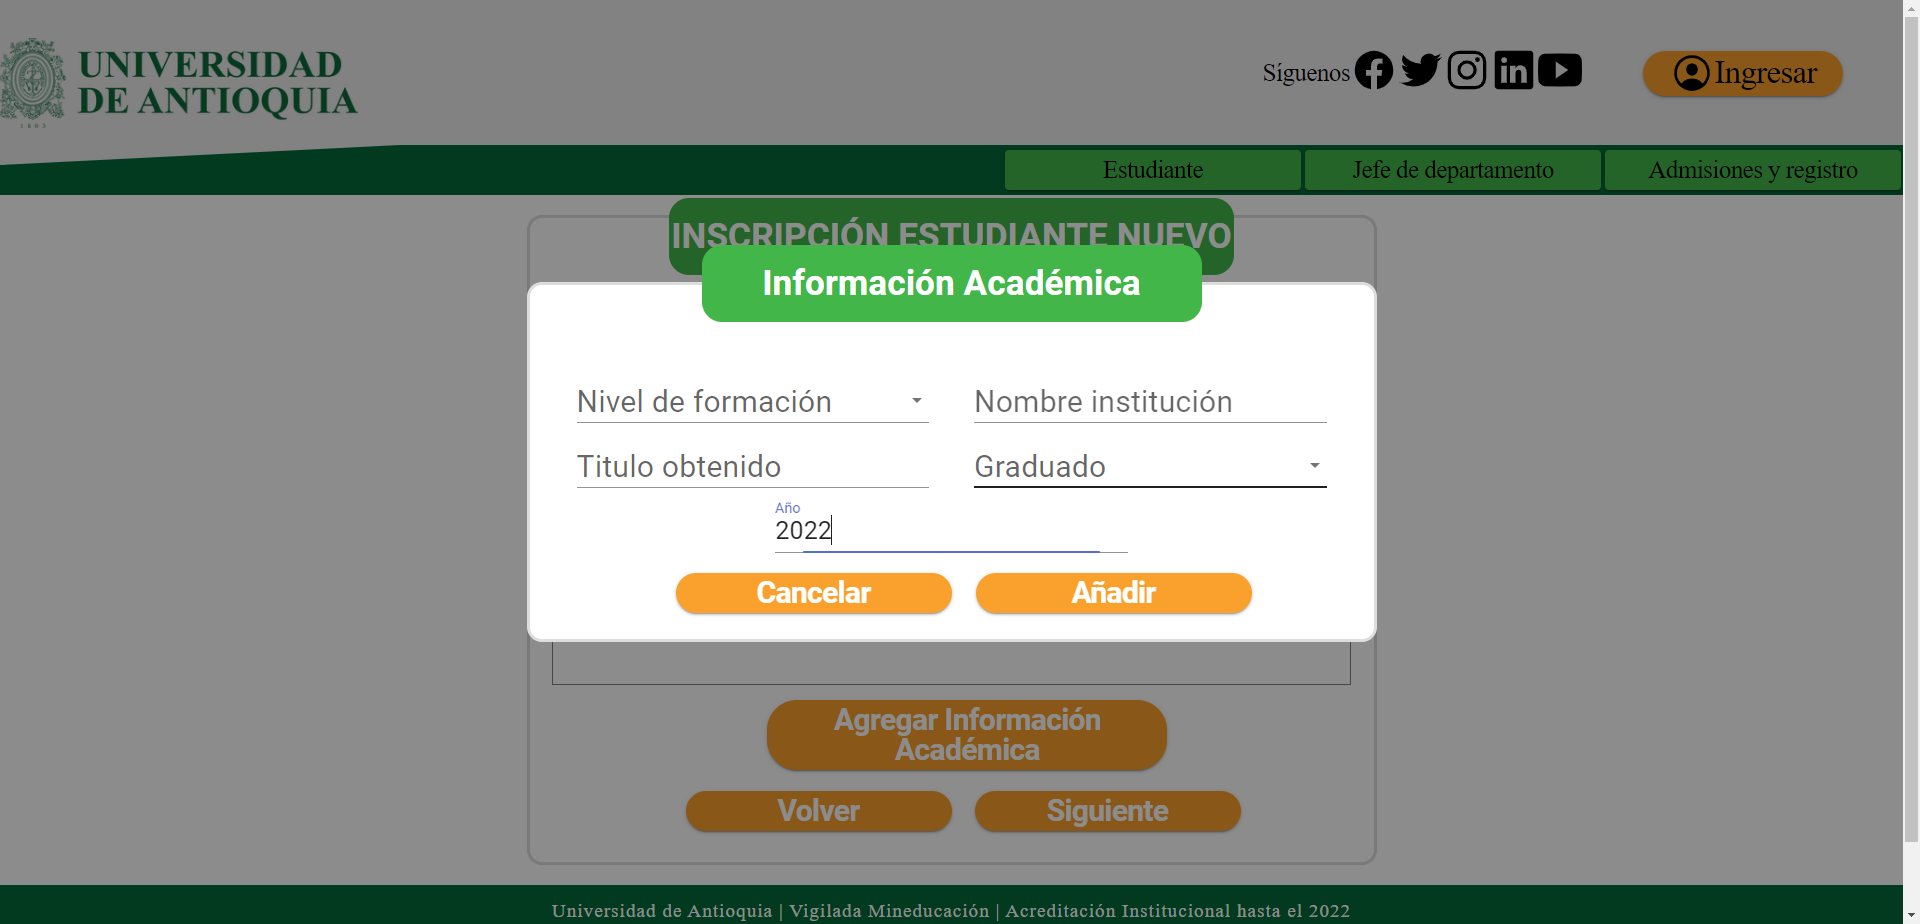 UNIVERSIDAD
DE ANTIOQUIA
1803
Síguenos
Ingresar
Estudiante
Jefe de departamento
Admisiones y registro
INSCRIPCIÓN ESTUDIANTE NUEVO
Información Académica
Nivel de formación
Nombre institución
Titulo obtenido
Graduado
Año
2022
Cancelar
Añadir
Agregar Información
Académica
Volver
Siguiente
Universidad de Antioquia | Vigilada Mineducación | Acreditación Institucional hasta el 2022